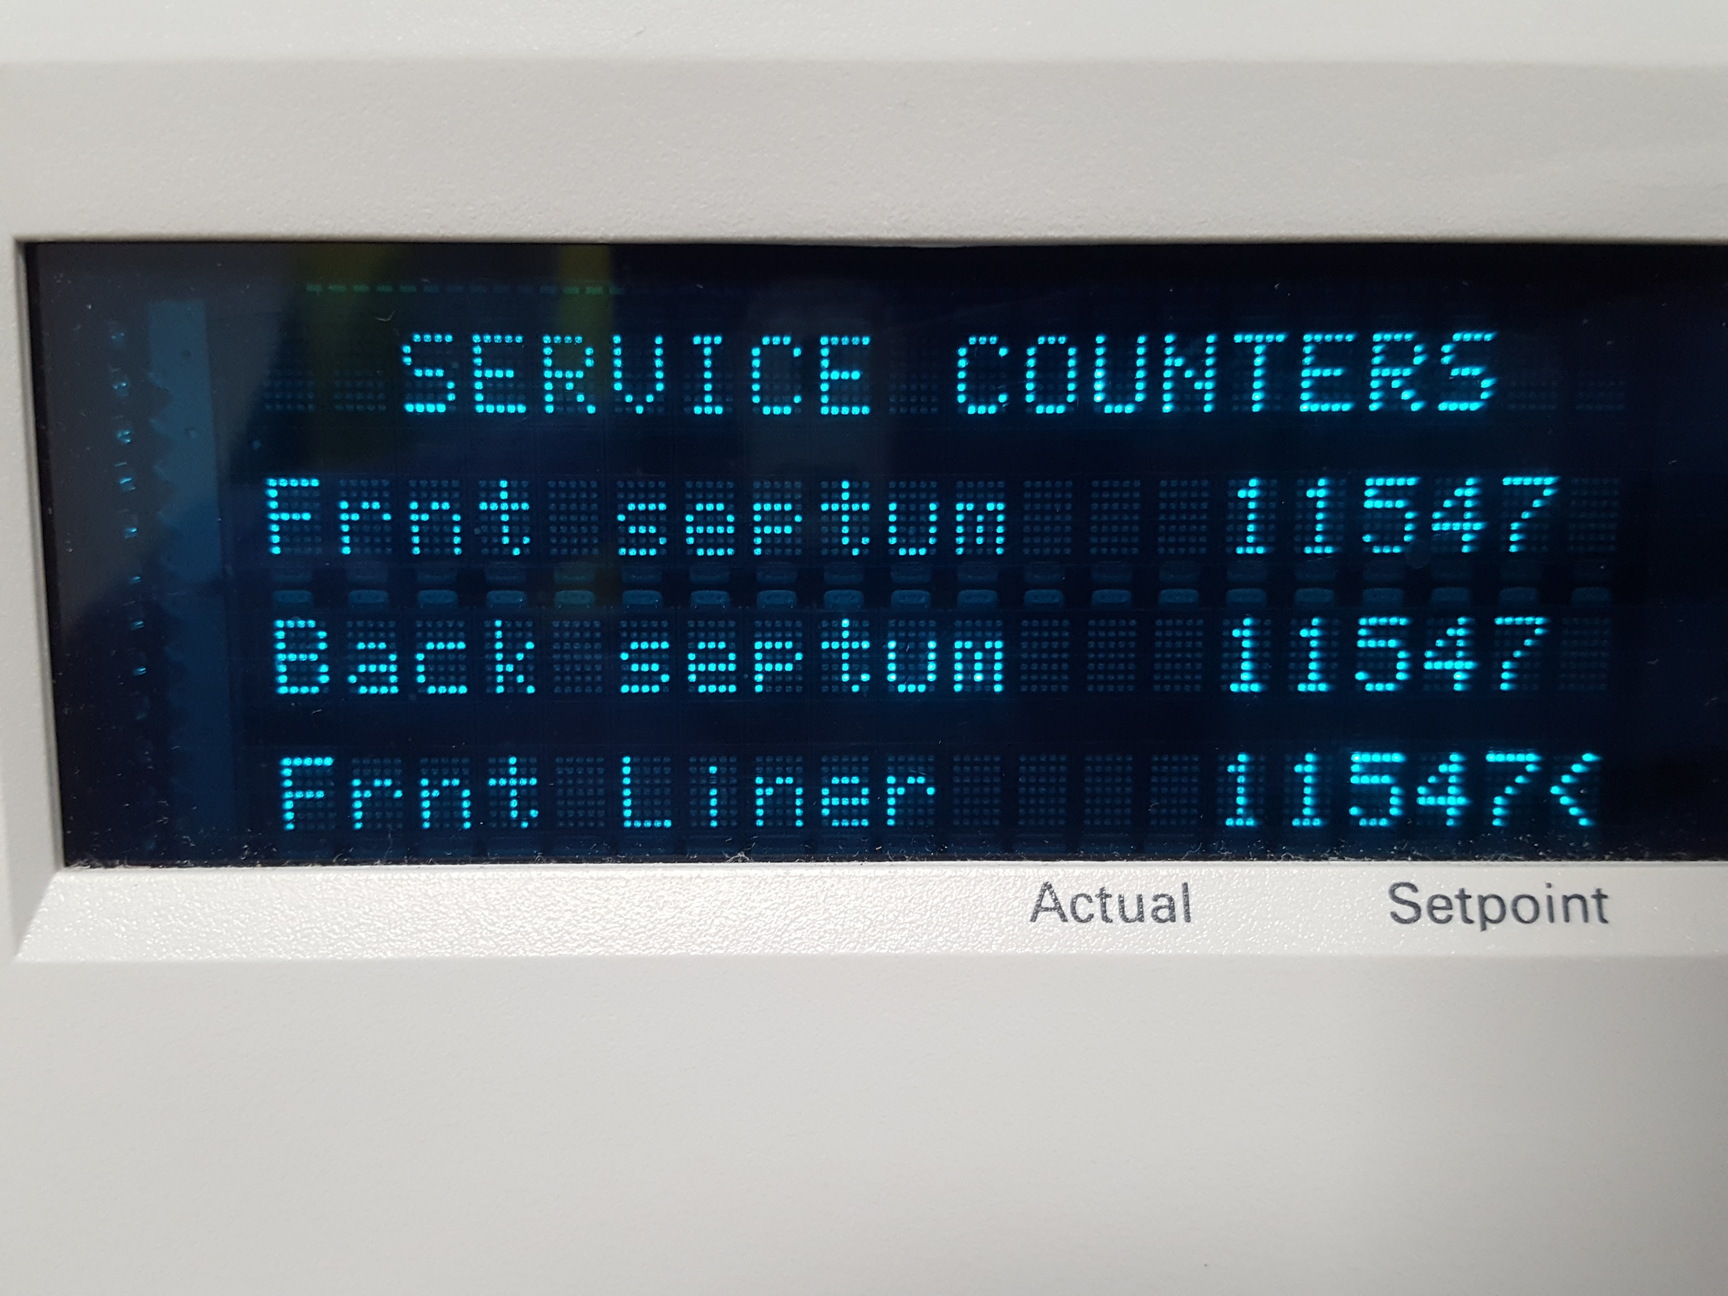 SERVICE COUNTERS
Frnt septum 11547
Back septum 11547
Frnt Liner 11547<
Actual Setpoint